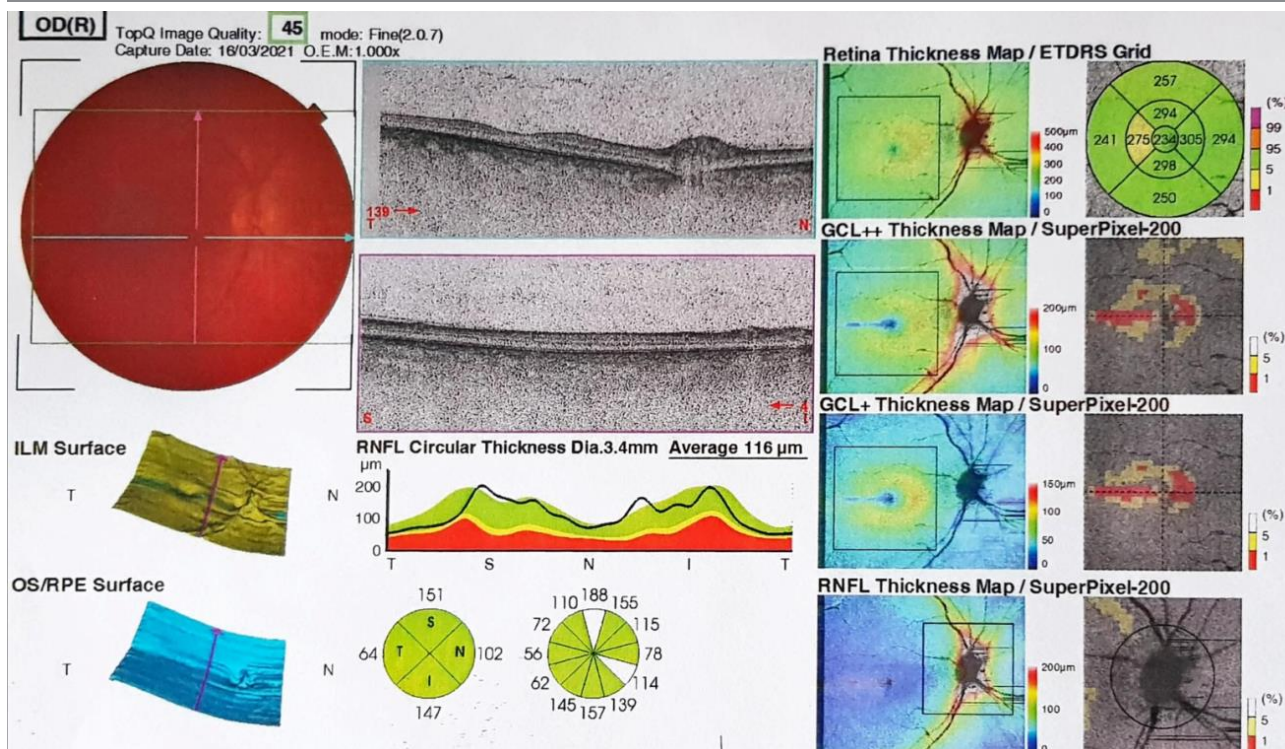 OD(R) TopQ Image Quality: 45 mode: Fine(2.0.7)
Capture Date: 16/03/2021 O.E.M:1.000x
139
T N
S
ILM Surface
T N
OS/RPE Surface
T N
RNFL Circular Thickness Dia.3.4mm Average 116 µm
µm
200
100
0
T S N I T
151
64 T S N I 102
147
188
110 155
72 115
56 78
62 114
145 139
157
Retina Thickness Map / ETDRS Grid
500µm
400
300
200
100
0
257
294
241 275 234 305 294
298
250
(%)
99
95
5
1
GCL++ Thickness Map / SuperPixel-200
200µm
100
0
(%)
5
1
GCL+ Thickness Map / SuperPixel-200
150µm
100
50
0
(%)
5
1
RNFL Thickness Map / SuperPixel-200
200µm
100
0
(%)
5
1